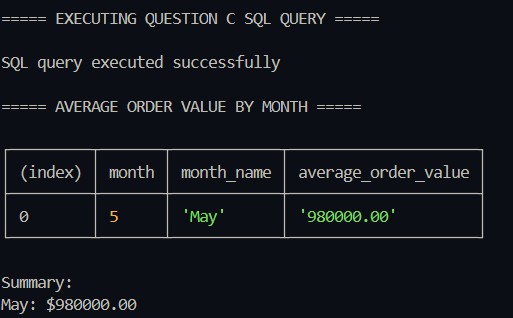 ===== EXECUTING QUESTION C SQL QUERY =====
SQL query executed successfully
===== AVERAGE ORDER VALUE BY MONTH =====
(index) month month_name average_order_value
0 5 'May' '980000.00'
Summary:
May: $980000.00